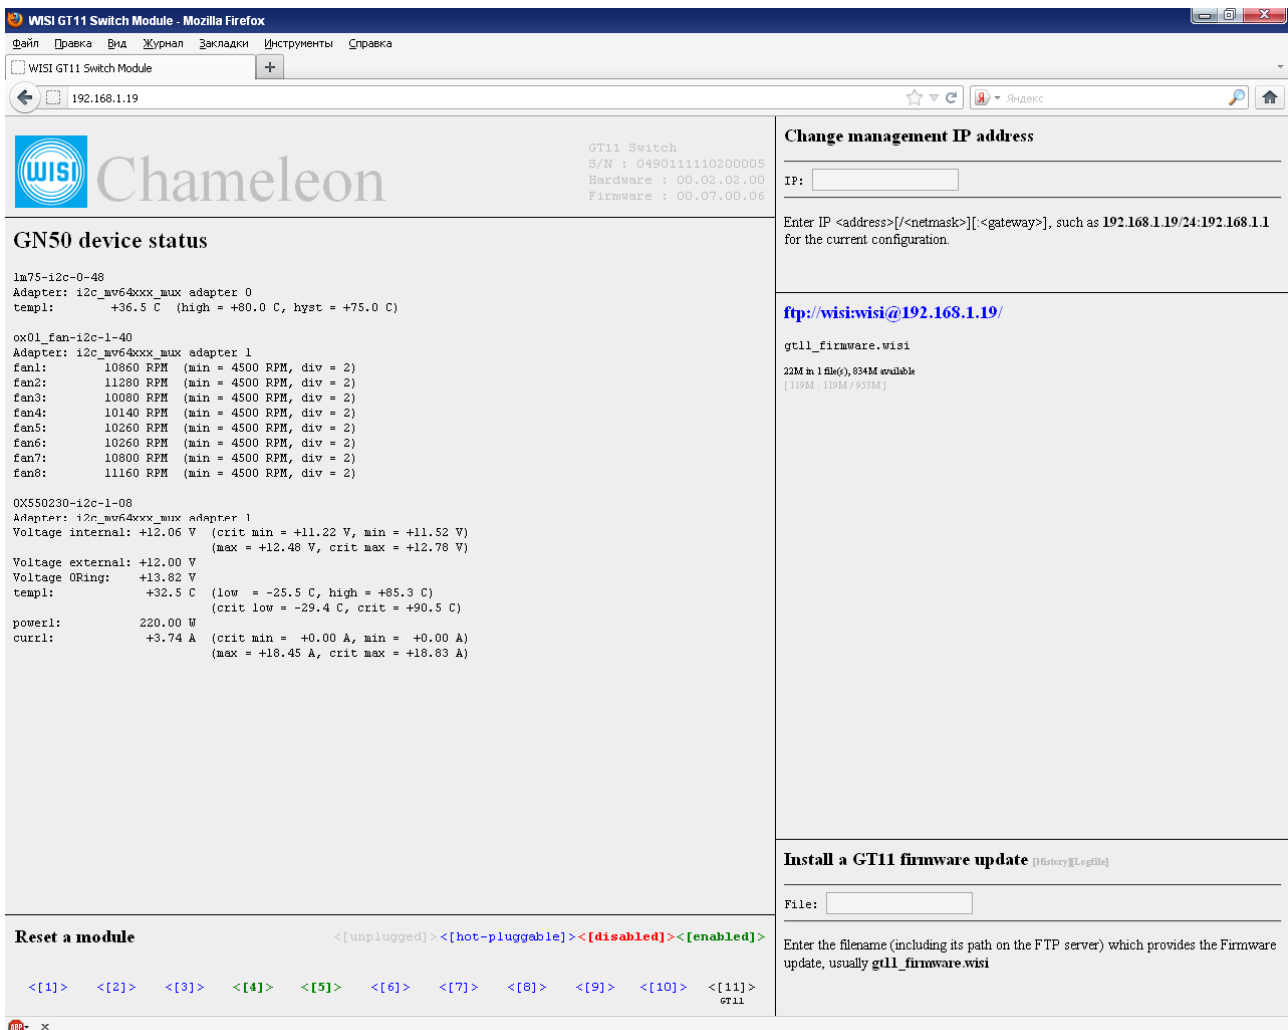 WISI GT11 Switch Module - Mozilla Firefox
Файл Правка Вид Журнал Закладки Инструменты Справка
WISI GT11 Switch Module
192.168.1.19
Яндекс
WISI Chameleon
GT11 Switch
S/N : 0490111110200005
Hardware : 00.02.02.00
Firmware : 00.07.00.06
GN50 device status
lm75-i2c-0-48
Adapter: i2c_mv64xxx_mux adapter 0
temp1: +36.5 C (high = +80.0 C, hyst = +75.0 C)
ox01_fan-i2c-1-40
Adapter: i2c_mv64xxx_mux adapter 1
fan1: 10860 RPM (min = 4500 RPM, div = 2)
fan2: 11280 RPM (min = 4500 RPM, div = 2)
fan3: 10080 RPM (min = 4500 RPM, div = 2)
fan4: 10140 RPM (min = 4500 RPM, div = 2)
fan5: 10260 RPM (min = 4500 RPM, div = 2)
fan6: 10260 RPM (min = 4500 RPM, div = 2)
fan7: 10800 RPM (min = 4500 RPM, div = 2)
fan8: 11160 RPM (min = 4500 RPM, div = 2)
0X550230-i2c-1-08
Adapter: i2c_mv64xxx_mux adapter 1
Voltage internal: +12.06 V (crit min = +11.22 V, min = +11.52 V)
(max = +12.48 V, crit max = +12.78 V)
Voltage external: +12.00 V
Voltage ORing: +13.82 V
temp1: +32.5 C (low = -25.5 C, high = +85.3 C)
(crit low = -29.4 C, crit = +90.5 C)
power1: 220.00 W
curr1: +3.74 A (crit min = +0.00 A, min = +0.00 A)
(max = +18.45 A, crit max = +18.83 A)
Reset a module <[unplugged]><[hot-pluggable]><[disabled]><[enabled]>
<[1]> <[2]> <[3]> <[4]> <[5]> <[6]> <[7]> <[8]> <[9]> <[10]> <[11]>
GT11
Change management IP address
IP:
Enter IP <address>[/<netmask>][:<gateway>], such as 192.168.1.19/24:192.168.1.1
for the current configuration.
ftp://wisi:wisi@192.168.1.19/
gt11_firmware.wisi
22M in 1 file(s), 834M available
[ 119M : 119M / 953M ]
Install a GT11 firmware update [History][Logfile]
File:
Enter the filename (including its path on the FTP server) which provides the Firmware
update, usually gt11_firmware.wisi
ABP